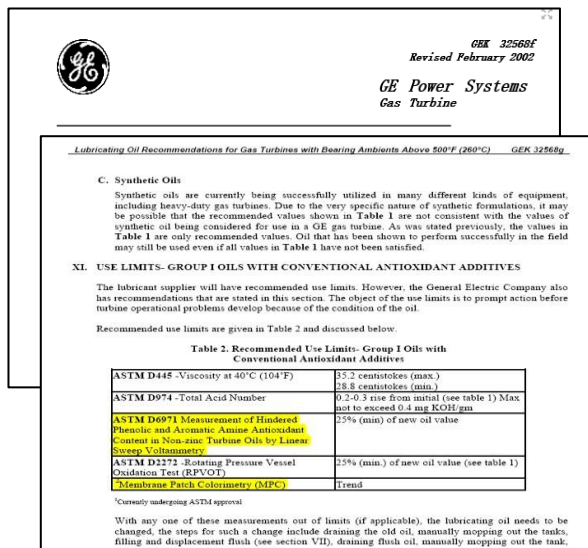 GEK 32568f
Revised February 2002
GE Power Systems
Gas Turbine
Lubricating Oil Recommendations for Gas Turbines with Bearing Ambients Above 500°F (260°C) GEK 32568g
C. Synthetic Oils
Synthetic oils are currently being successfully utilized in many different kinds of equipment,
including heavy-duty gas turbines. Due to the very specific nature of synthetic formulations, it may
be possible that the recommended values shown in Table 1 are not consistent with the values of
synthetic oil being considered for use in a GE gas turbine. As was stated previously, the values in
Table 1 are only recommended values. Oil that has been shown to perform successfully in the field
may still be used even if all values in Table 1 have not been satisfied.
XI. USE LIMITS- GROUP I OILS WITH CONVENTIONAL ANTIOXIDANT ADDITIVES
The lubricant supplier will have recommended use limits. However, the General Electric Company also
has recommendations that are stated in this section. The object of the use limits is to prompt action before
turbine operational problems develop because of the condition of the oil.
Recommended use limits are given in Table 2 and discussed below.
Table 2. Recommended Use Limits- Group I Oils with
Conventional Antioxidant Additives
ASTM D445 -Viscosity at 40°C (104°F) 35.2 centistokes (max.)
28.8 centistokes (min.)
ASTM D974 -Total Acid Number 0.2-0.3 rise from initial (see table 1) Max
not to exceed 0.4 mg KOH/gm
ASTM D6971 Measurement of Hindered 25% (min) of new oil value
Phenolic and Aromatic Amine Antioxidant
Content in Non-zinc Turbine Oils by Linear
Sweep Voltammetry
ASTM D2272 -Rotating Pressure Vessel 25% (min.) of new oil value (see table 1)
Oxidation Test (RPVOT)
²Membrane Patch Colorimetry (MPC) Trend
²Currently undergoing ASTM approval
With any one of these measurements out of limits (if applicable), the lubricating oil needs to be
changed, the steps for such a change include draining the old oil, manually mopping out the tank,
filling and displacement flush (see section VII), draining flush oil, manually mopping out the tank,